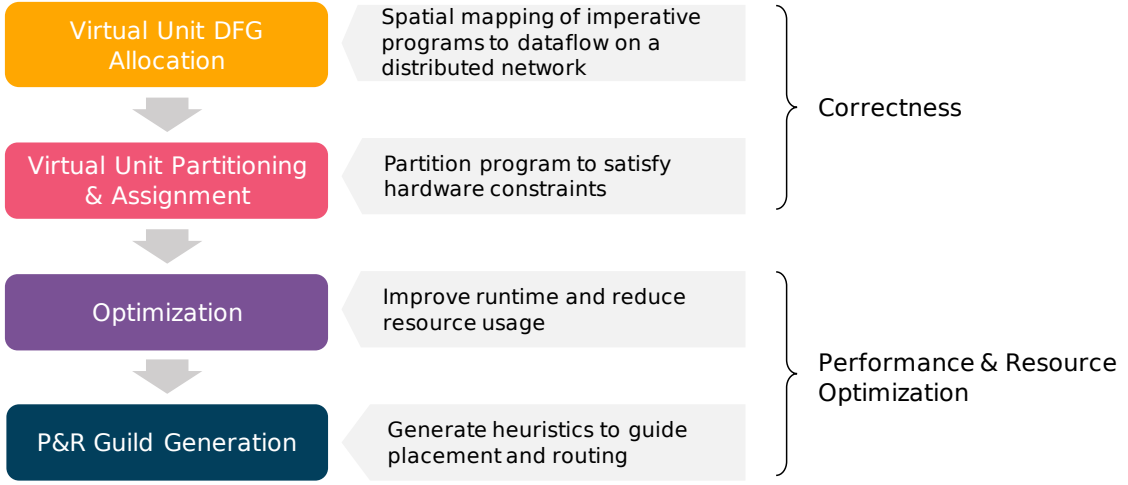 Virtual Unit DFG
Allocation
Spatial mapping of imperative
programs to dataflow on a
distributed network
Correctness
Virtual Unit Partitioning
& Assignment
Partition program to satisfy
hardware constraints
Optimization
Improve runtime and reduce
resource usage
Performance & Resource
Optimization
P&R Guild Generation
Generate heuristics to guide
placement and routing